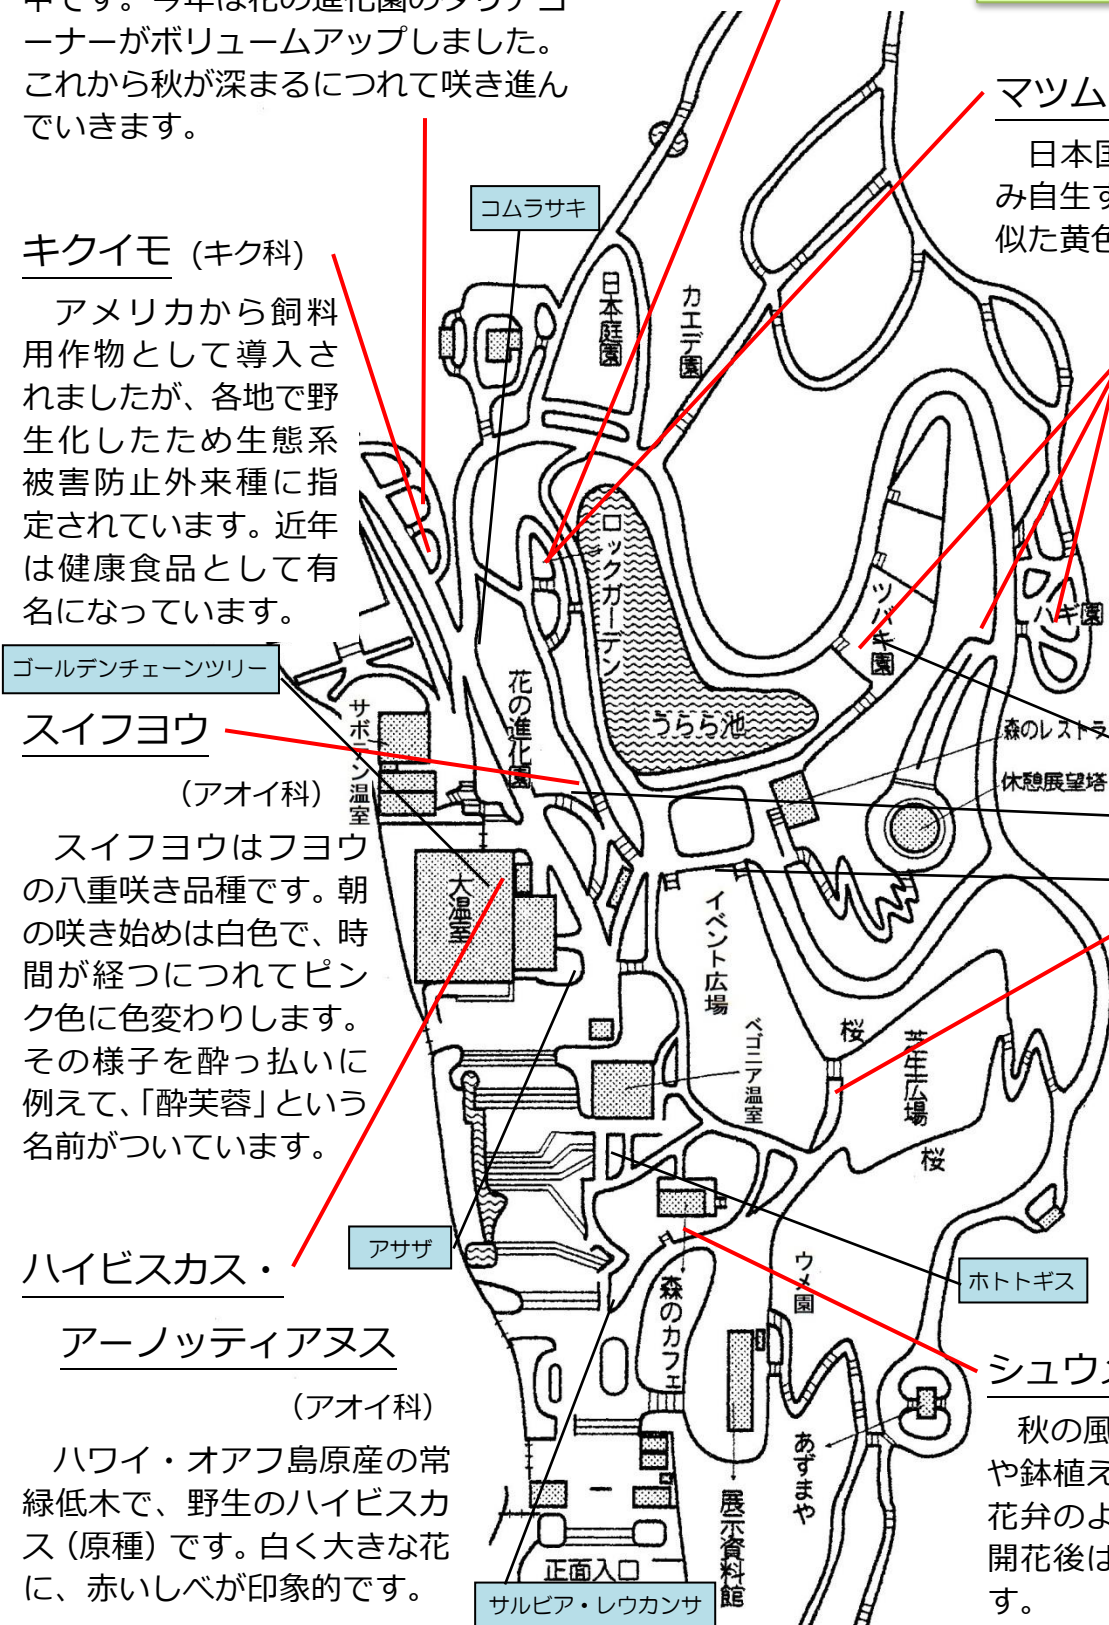 中です。今年は花の進化園のダリアコ
ーナーがボリュームアップしました。
これから秋が深まるにつれて咲き進ん
でいきます。
マツム
日本国
み自生す
似た黄色
コムラサキ
キクイモ (キク科)
アメリカから飼料
用作物として導入さ
れましたが、各地で野
生化したため生態系
被害防止外来種に指
定されています。近年
は健康食品として有
名になっています。
日本庭園
カエデ園
ロックガーデン
ツバキ園
ハギ園
ゴールデンチェーンツリー
スイフヨウ
(アオイ科)
スイフヨウはフヨウ
の八重咲き品種です。朝
の咲き始めは白色で、時
間が経つにつれてピン
ク色に色変わりします。
その様子を酔っ払いに
例えて、「酔芙蓉」という
名前がついています。
サボテン温室
花の進化園
うらら池
森のレストラ
休憩展望塔
大温室
イベント広場
ベゴニア温室
桜
芝生広場
桜
アサザ
ホトトギス
ウメ園
森のカフェ
ハイビスカス・
アーノッティアヌス
(アオイ科)
ハワイ・オアフ島原産の常
緑低木で、野生のハイビスカ
ス（原種）です。白く大きな花
に、赤いしべが印象的です。
あずまや
展示資料館
正面入口
サルビア・レウカンサ
シュウ
秋の風
や鉢植え
花弁のよ
開花後は
す。